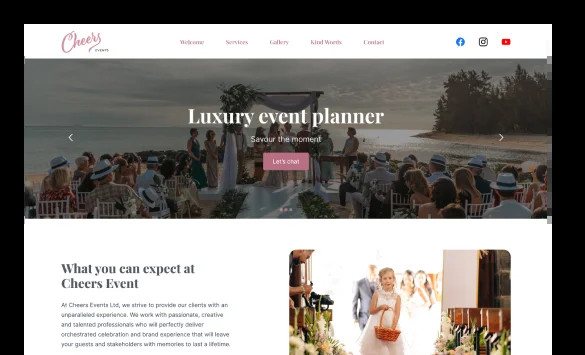 Cheers
EVENTS
Welcome
Services
Gallery
Kind Words
Contact
Luxury event planner
Savour the moment
Let's chat
What you can expect at
Cheers Event
At Cheers Events Ltd, we strive to provide our clients with an
unparalleled experience. We work with passionate, creative
and talented professionals who will perfectly deliver
orchestrated celebration and brand experience that will leave
your guests and stakeholders with memories to last a lifetime.